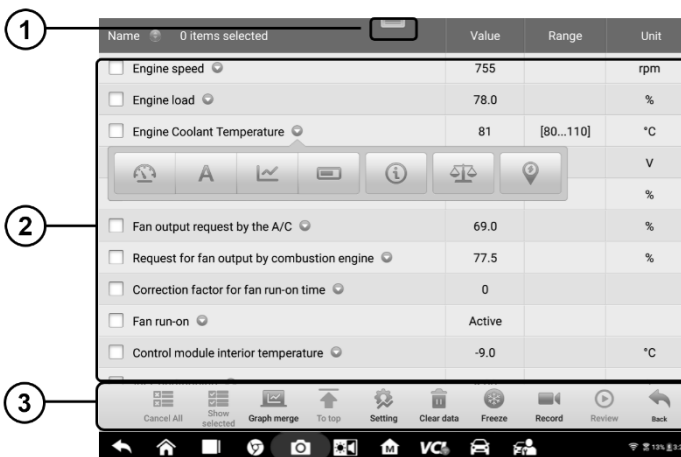 1
Name 0 items selected Value Range Unit
Engine speed 755 rpm
Engine load 78.0 %
Engine Coolant Temperature 81 [80...110] °C
A V
%
2
Fan output request by the A/C 69.0 %
Request for fan output by combustion engine 77.5 %
Correction factor for fan run-on time 0
Fan run-on Active
Control module interior temperature -9.0 °C
3
Cancel All Show selected Graph merge To top Setting Clear data Freeze Record Review Back
M VCI
13%